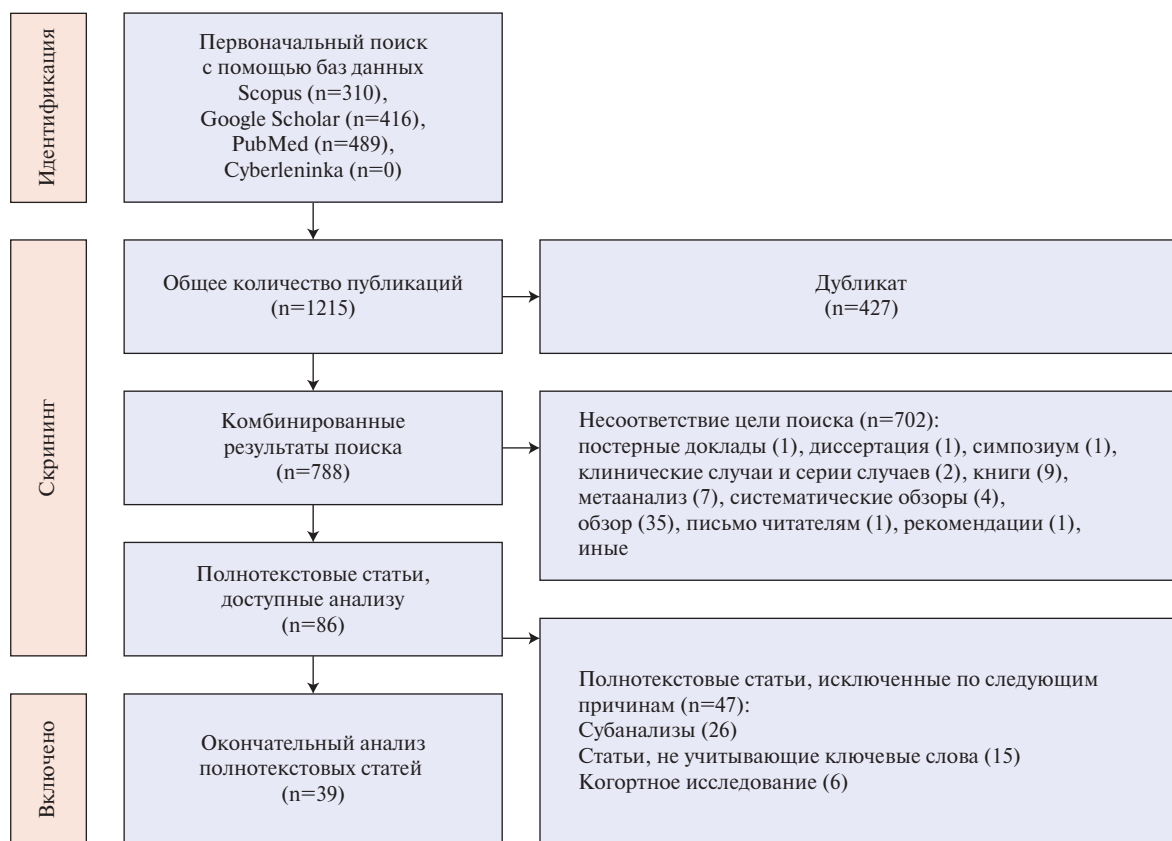 Идентификация
Первоначальный поиск
с помощью баз данных
Scopus (n=310),
Google Scholar (n=416),
PubMed (n=489),
Cyberleninka (n=0)
Скрининг
Общее количество публикаций
(n=1215)
Дубликат
(n=427)
Комбинированные
результаты поиска
(n=788)
Несоответствие цели поиска (n=702):
постерные доклады (1), диссертация (1), симпозиум (1),
клинические случаи и серии случаев (2), книги (9),
метаанализ (7), систематические обзоры (4),
обзор (35), письмо читателям (1), рекомендации (1),
иные
Полнотекстовые статьи,
доступные анализу
(n=86)
Полнотекстовые статьи, исключенные по следующим
причинам (n=47):
Субанализы (26)
Статьи, не учитывающие ключевые слова (15)
Когортное исследование (6)
Включено
Окончательный анализ
полнотекстовых статей
(n=39)